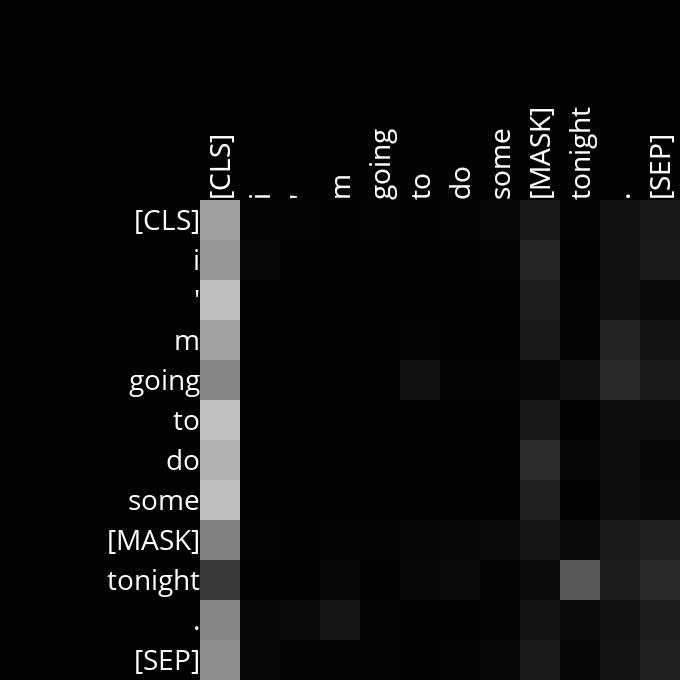 [CLS] i ' m going to do some [MASK] tonight . [SEP]
[CLS]
i
'
m
going
to
do
some
[MASK]
tonight
.
[SEP]